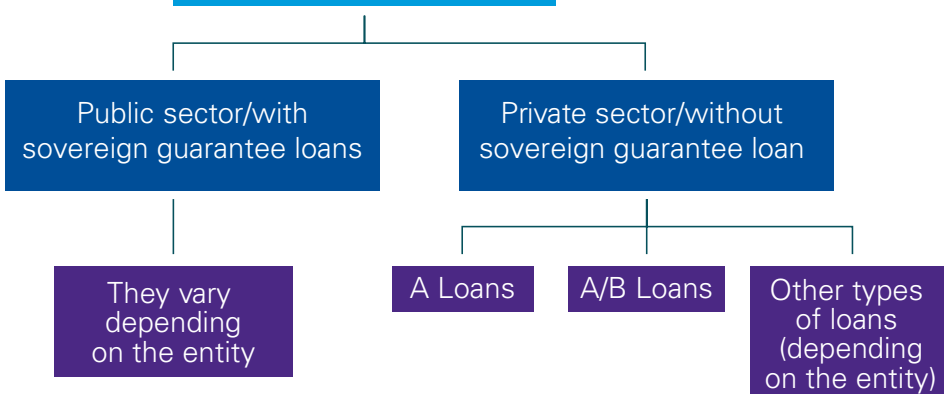 Public sector/with
sovereign guarantee loans
Private sector/without
sovereign guarantee loan
They vary
depending
on the entity
A Loans
A/B Loans
Other types
of loans
(depending
on the entity)